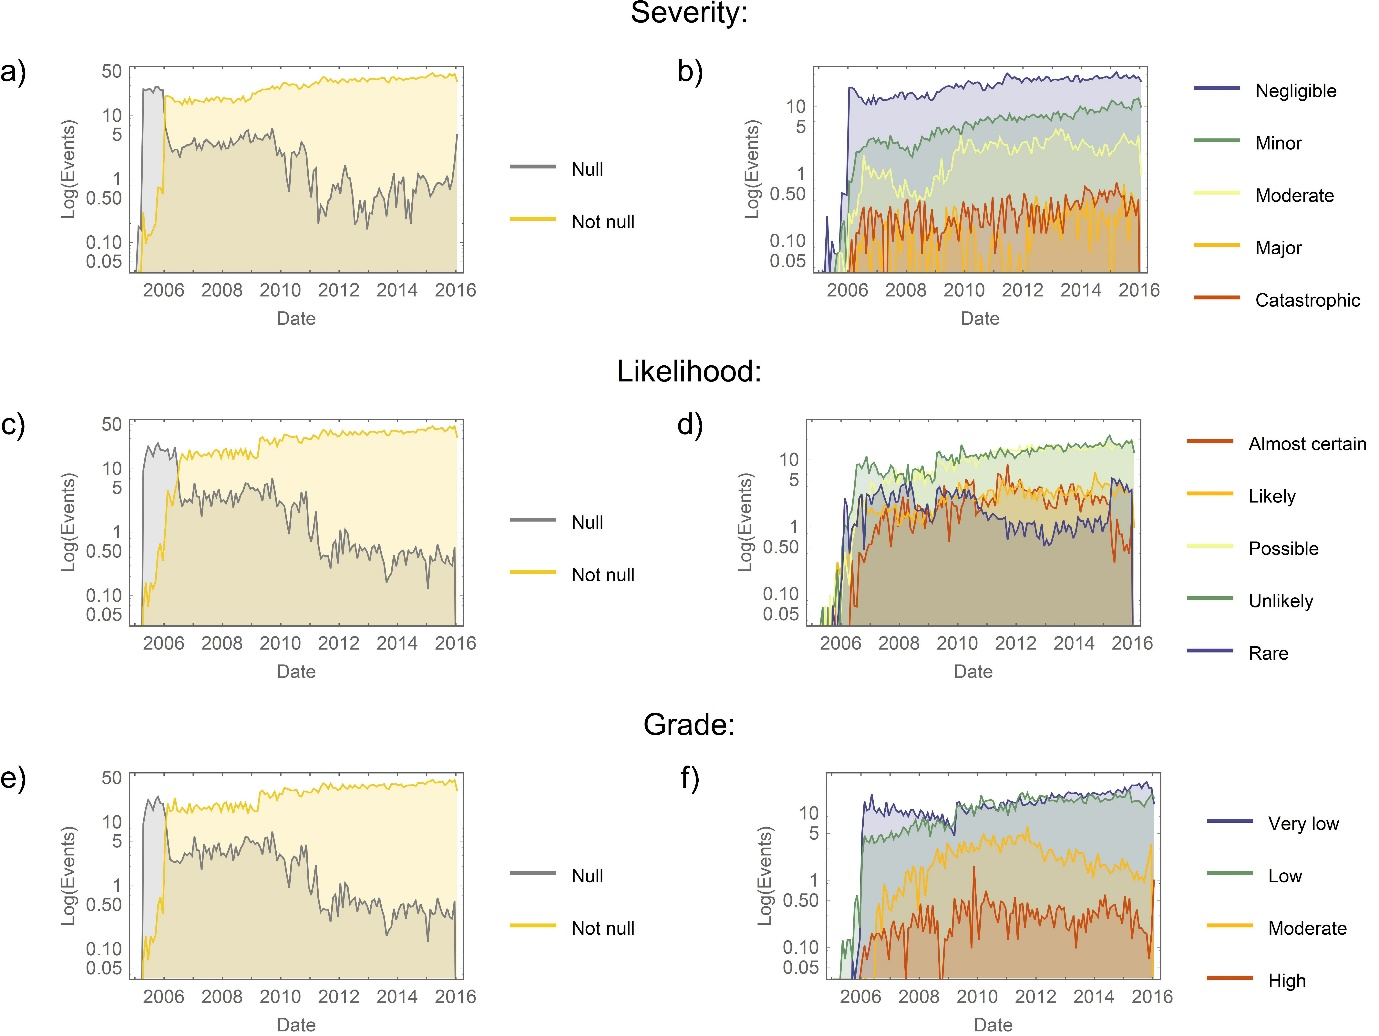 Severity:
a)
50
10
5
1
0.50
0.10
0.05
Log(Events)
2006 2008 2010 2012 2014 2016
Date
Null
Not null
b)
10
5
1
0.50
0.10
0.05
Log(Events)
2006 2008 2010 2012 2014 2016
Date
Negligible
Minor
Moderate
Major
Catastrophic
Likelihood:
c)
50
10
5
1
0.50
0.10
0.05
Log(Events)
2006 2008 2010 2012 2014 2016
Date
Null
Not null
d)
10
5
1
0.50
0.10
0.05
Log(Events)
2006 2008 2010 2012 2014 2016
Date
Almost certain
Likely
Possible
Unlikely
Rare
Grade:
e)
50
10
5
1
0.50
0.10
0.05
Log(Events)
2006 2008 2010 2012 2014 2016
Date
Null
Not null
f)
10
5
1
0.50
0.10
0.05
Log(Events)
2006 2008 2010 2012 2014 2016
Date
Very low
Low
Moderate
High